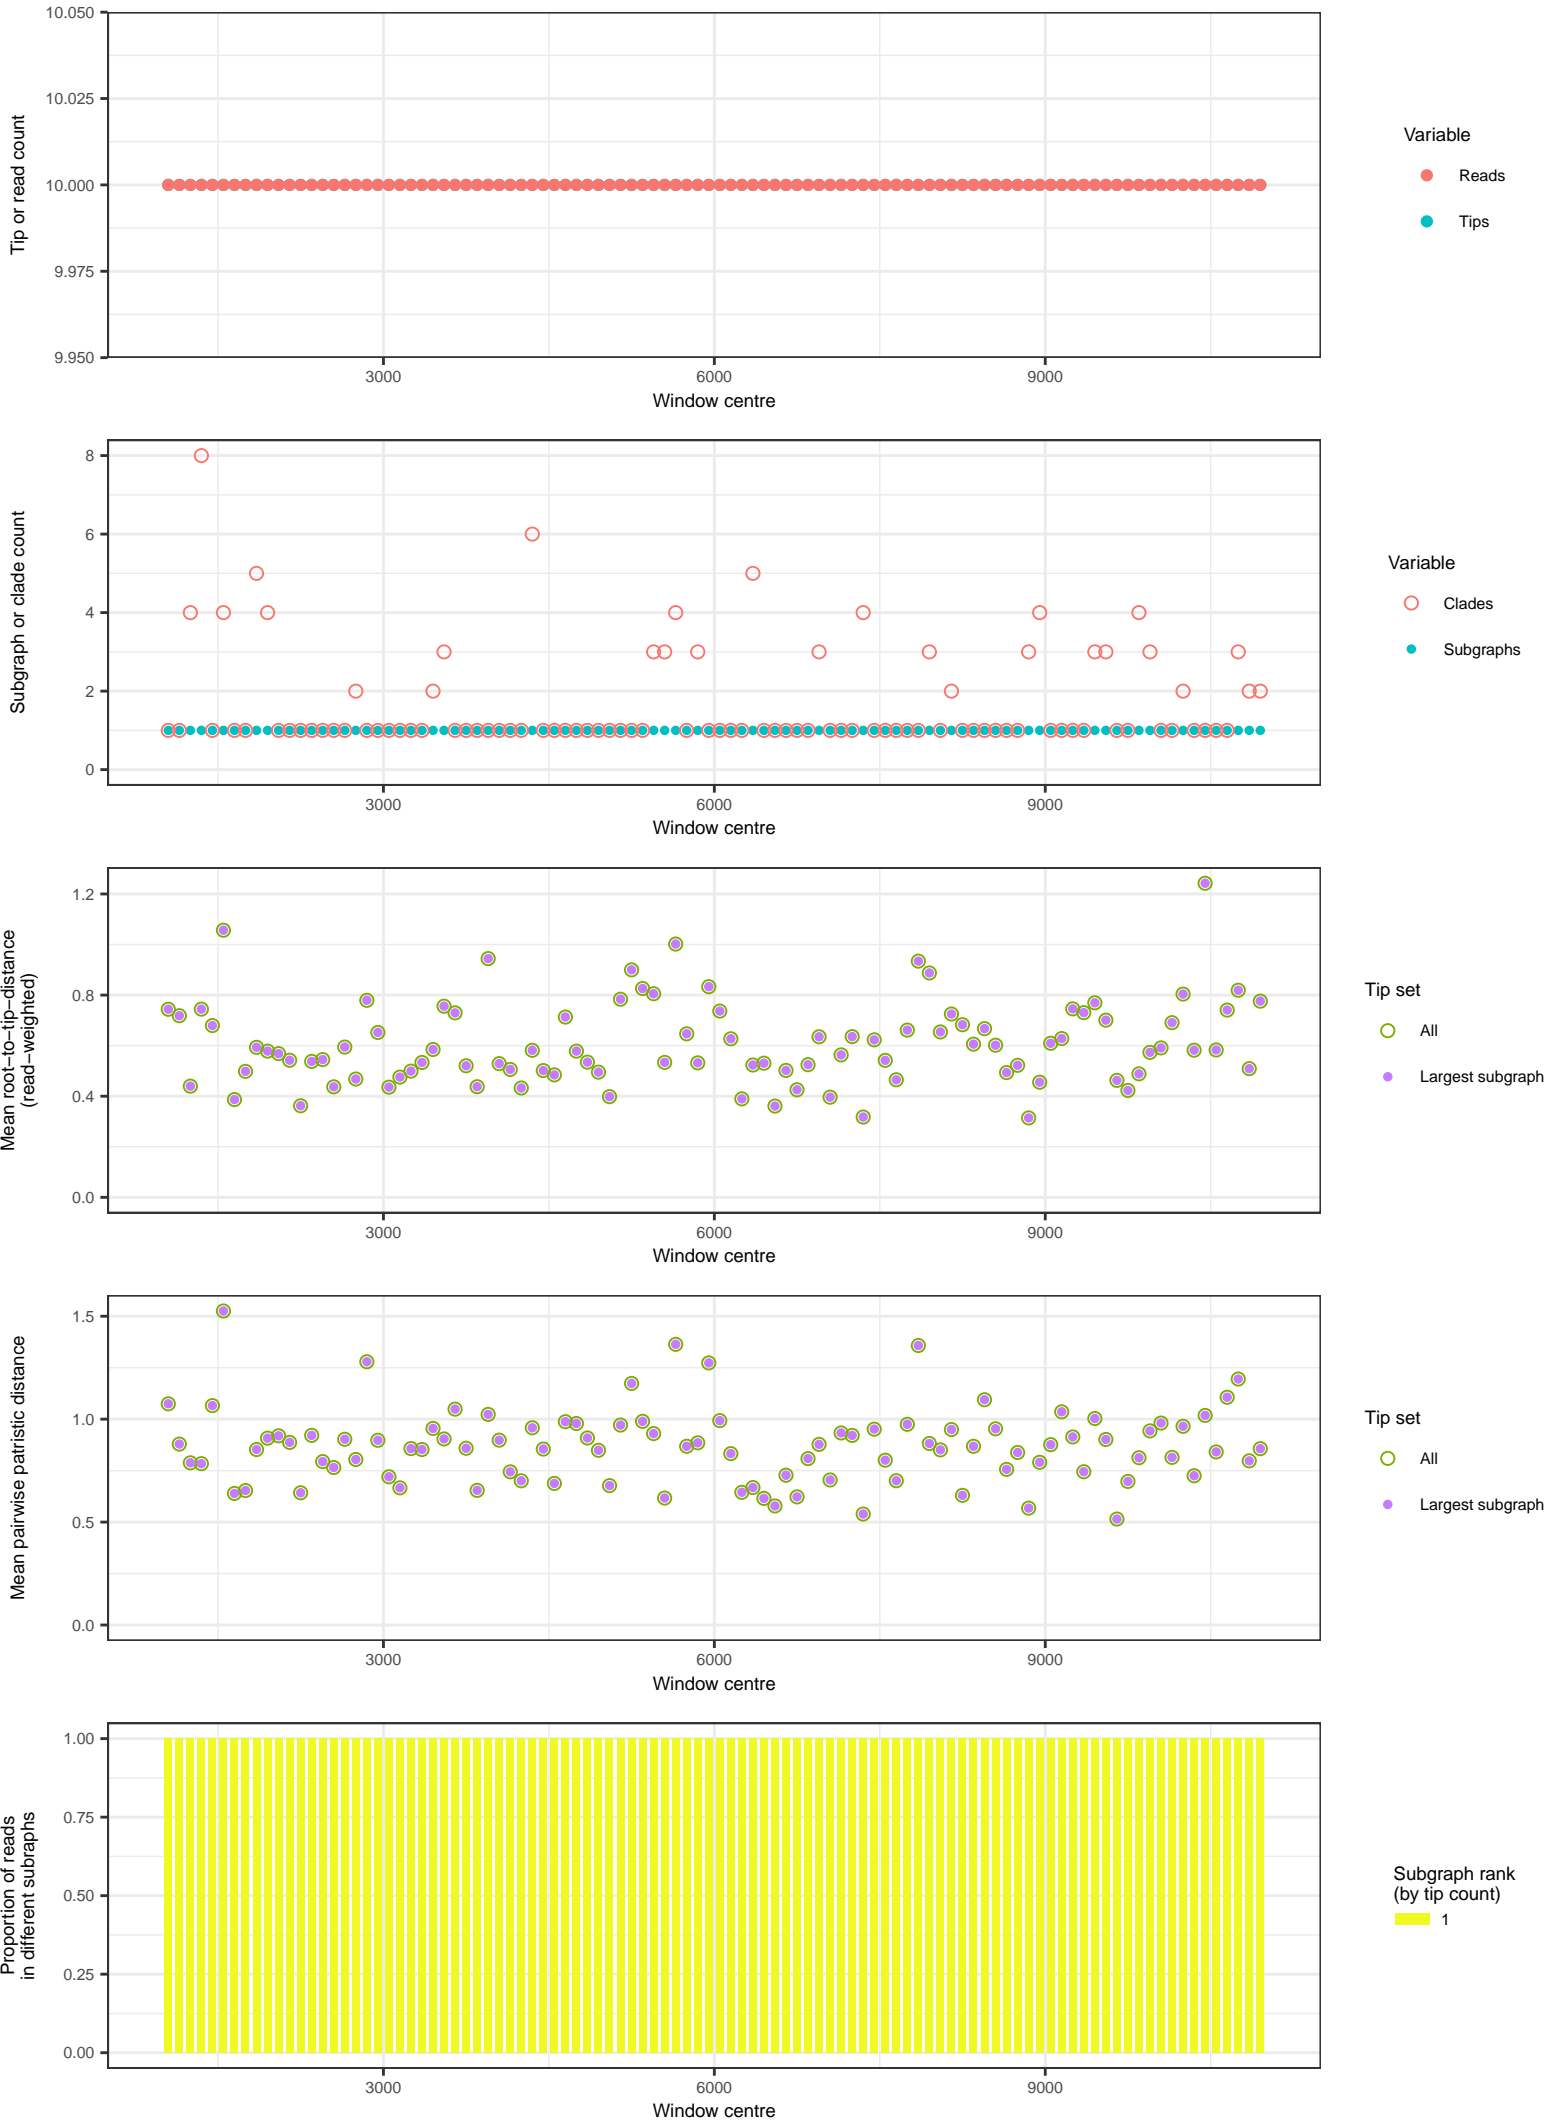 10.050
10.025
10.000
9.975
9.950
Tip or read count
3000
6000
9000
Window centre
Variable
Reads
Tips
8
6
4
2
0
Subgraph or clade count
3000
6000
9000
Window centre
Variable
Clades
Subgraphs
1.2
0.8
0.4
0.0
Mean root−to−tip−distance
(read−weighted)
3000
6000
9000
Window centre
Tip set
All
Largest subgraph
1.5
1.0
0.5
0.0
Mean pairwise patristic distance
3000
6000
9000
Window centre
Tip set
All
Largest subgraph
1.00
0.75
0.50
0.25
0.00
Proportion of reads
in different subraphs
3000
6000
9000
Window centre
Subgraph rank
(by tip count)
1